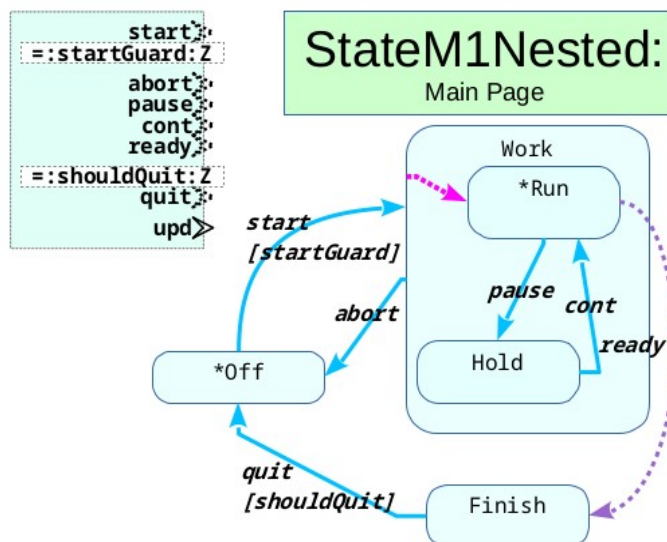 start
=:startGuard:Z
abort
pause
cont
ready
=:shouldQuit:Z
quit
upd
StateM1Nested:
Main Page
Work
*Run
start
[startGuard]
pause
cont
abort
ready
*Off
Hold
quit
[shouldQuit]
Finish